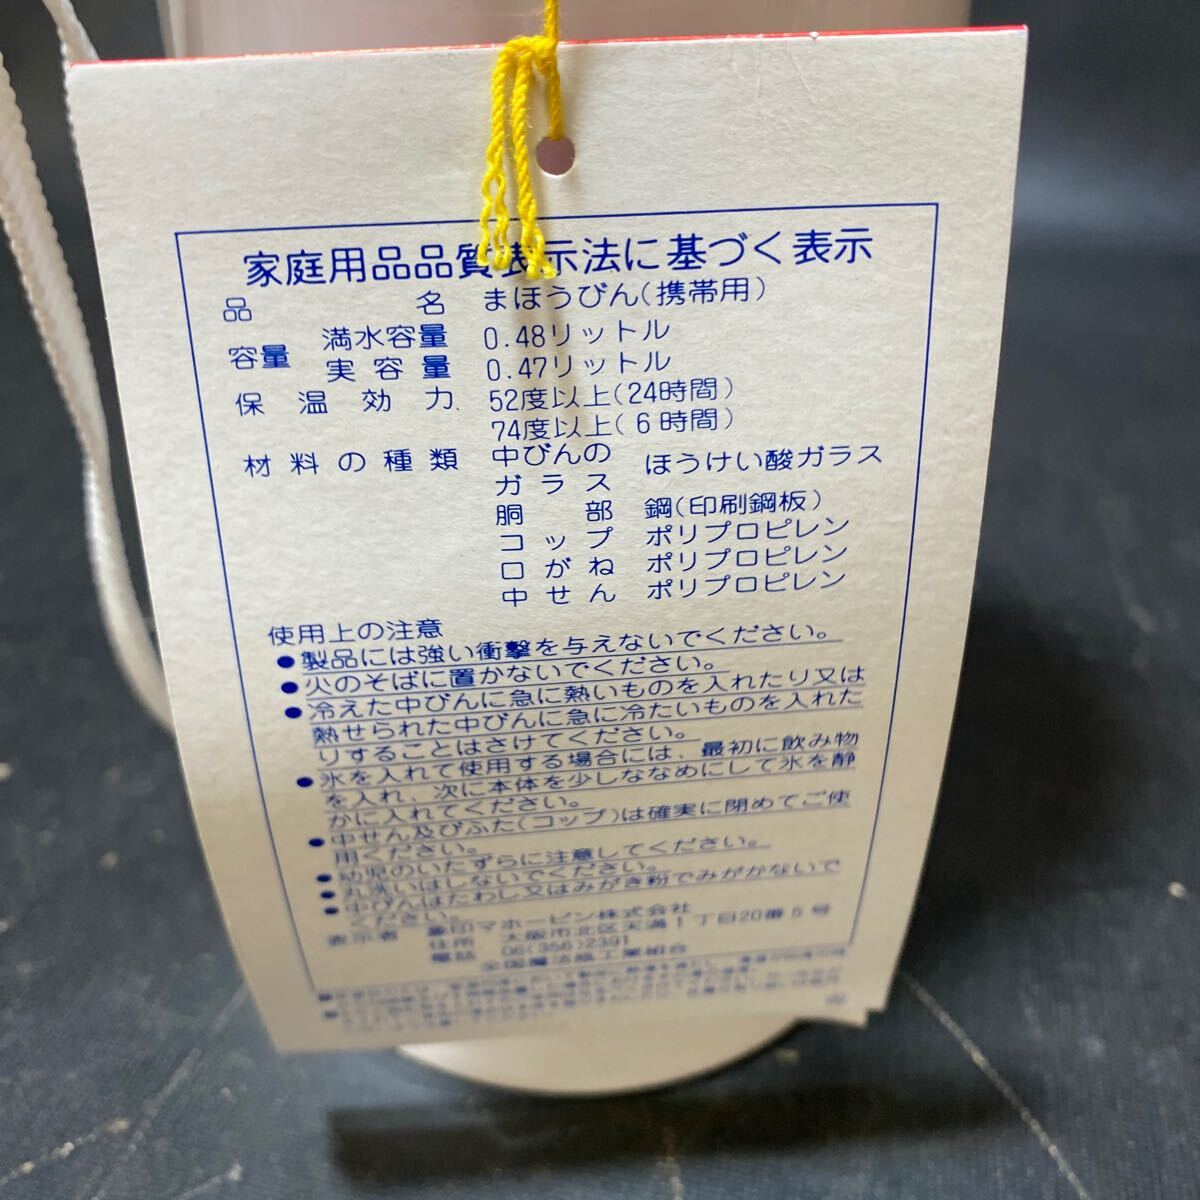 家庭用品品質表示法に基づく表示
品名 まほうびん(携帯用)
容量 満水容量 0.48リットル
実容量 0.47リットル
保温効力 52度以上(24時間)
74度以上(6時間)
材料の種類 中びんの
ガラス ほうけい酸ガラス
胴部 鋼(印刷鋼板)
コップ ポリプロピレン
口がね ポリプロピレン
中せん ポリプロピレン
使用上の注意
●製品には強い衝撃を与えないでください。
●火のそばに置かないでください。
●冷えた中びんに急に熱いものを入れたり又は
熱せられた中びんに急に冷たいものを入れた
りすることはさけてください。
●氷を入れて使用する場合には、最初に飲み物
を入れ、次に本体を少しななめにして氷を静
かに入れてください。
●中せん及びふた(コップ)は確実に閉めてご使
用ください。
●幼児のいたずらに注意してください。
●丸洗いはしないでください。
●中びんはたわし又はみがき粉でみがかないで
ください。
表示者 象印マホービン株式会社
住所 大阪市北区天満1丁目20番5号
電話 06(356)2391
全国魔法瓶工業組合